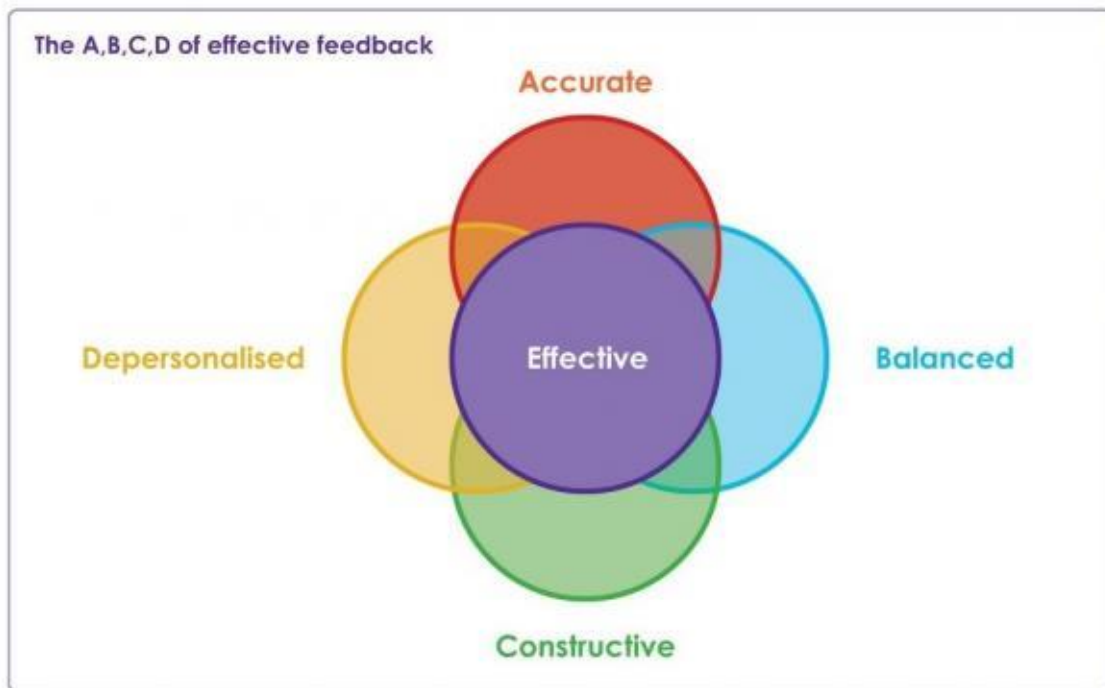 The A,B,C,D of effective feedback
Accurate
Depersonalised
Effective
Balanced
Constructive